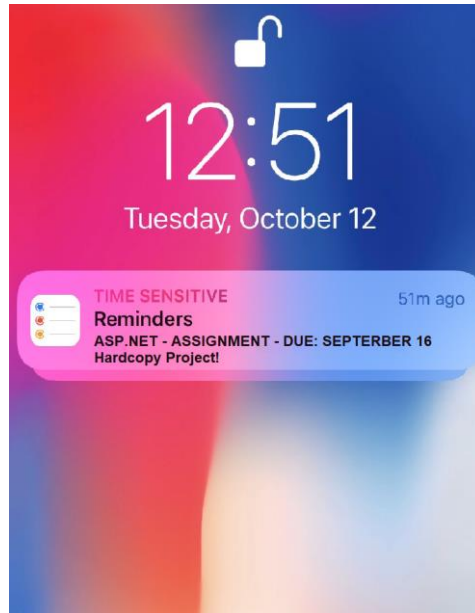 12:51
Tuesday, October 12
TIME SENSITIVE
51m ago
Reminders
ASP.NET - ASSIGNMENT - DUE: SEPTERBER 16
Hardcopy Project!